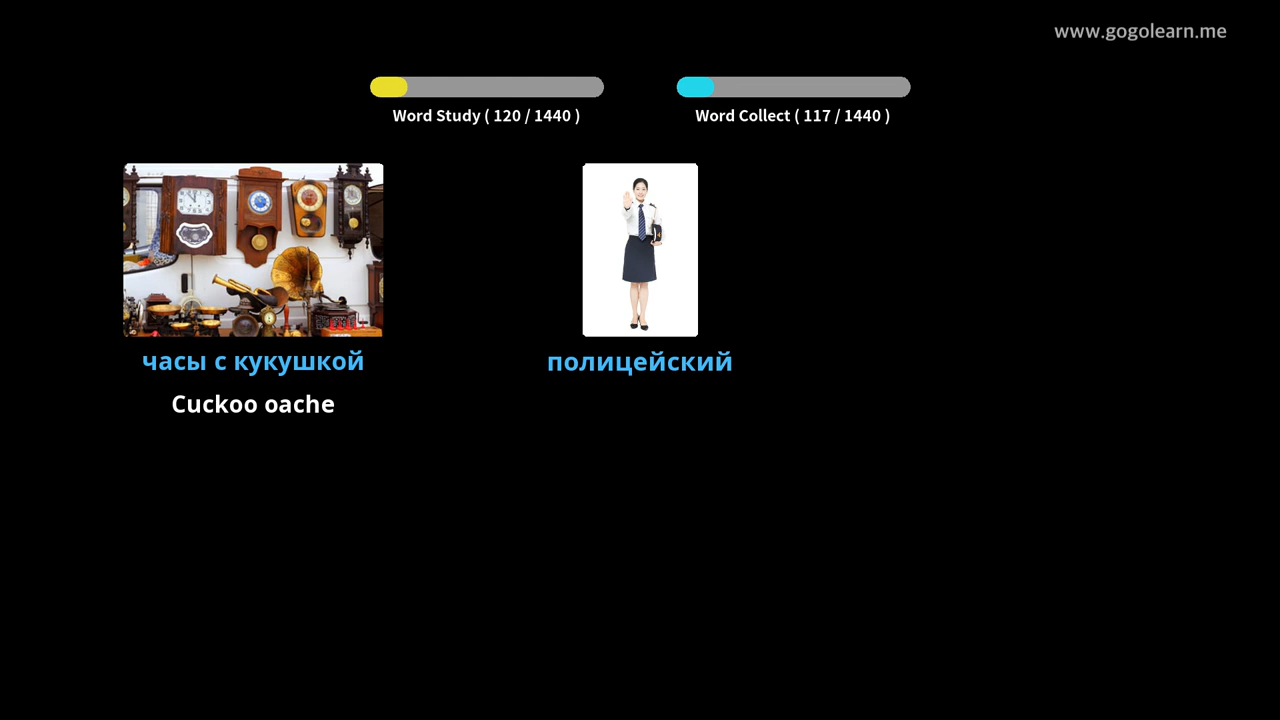 www.gogolearn.me
Word Study ( 120 / 1440 )
Word Collect ( 117 / 1440 )
часы с кукушкой
Cuckoo oache
полицейский